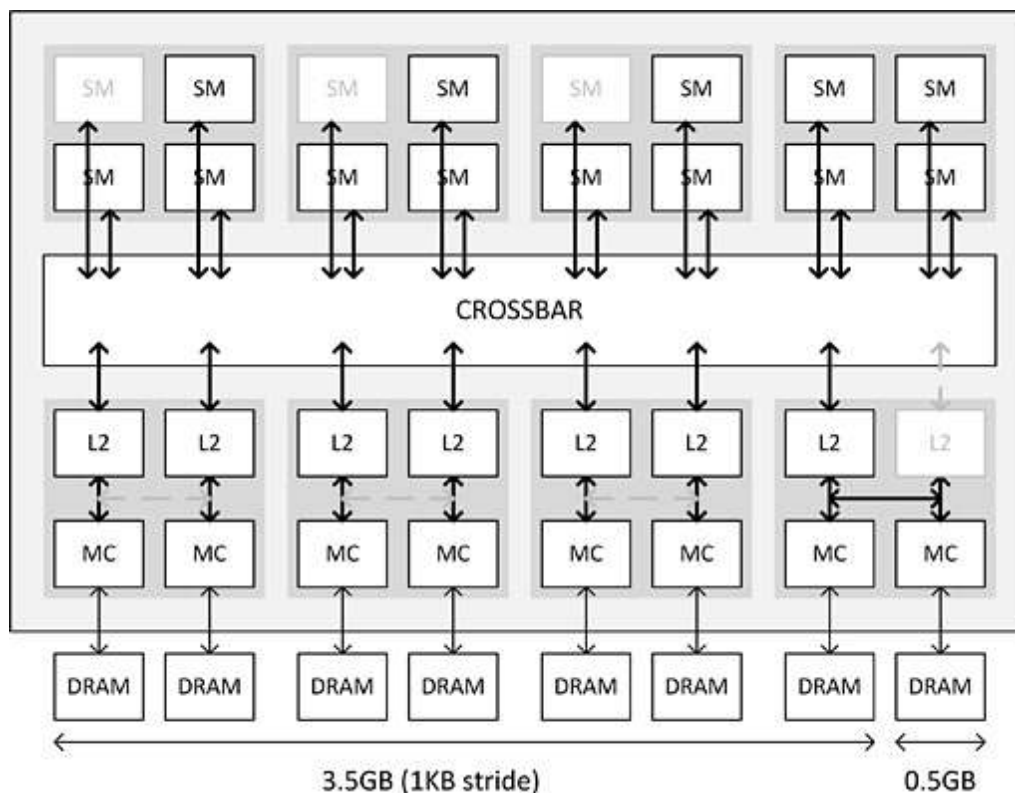 SM SM SM SM SM SM SM SM
SM SM SM SM SM SM SM SM
CROSSBAR
L2 L2 L2 L2 L2 L2 L2 L2
MC MC MC MC MC MC MC MC
DRAM DRAM DRAM DRAM DRAM DRAM DRAM DRAM
3.5GB (1KB stride) 0.5GB